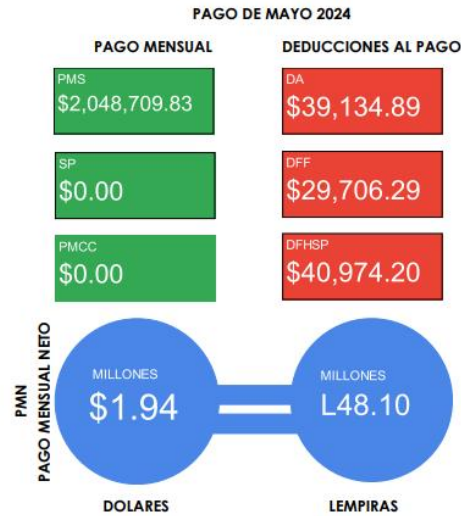 PAGO DE MAYO 2024
PAGO MENSUAL
DEDUCCIONES AL PAGO
PMS
$2,048,709.83
DA
$39,134.89
SP
$0.00
DFF
$29,706.29
PMCC
$0.00
DFHSP
$40,974.20
PMN
PAGO MENSUAL NETO
MILLONES
$1.94
MILLONES
L48.10
DOLARES
LEMPIRAS